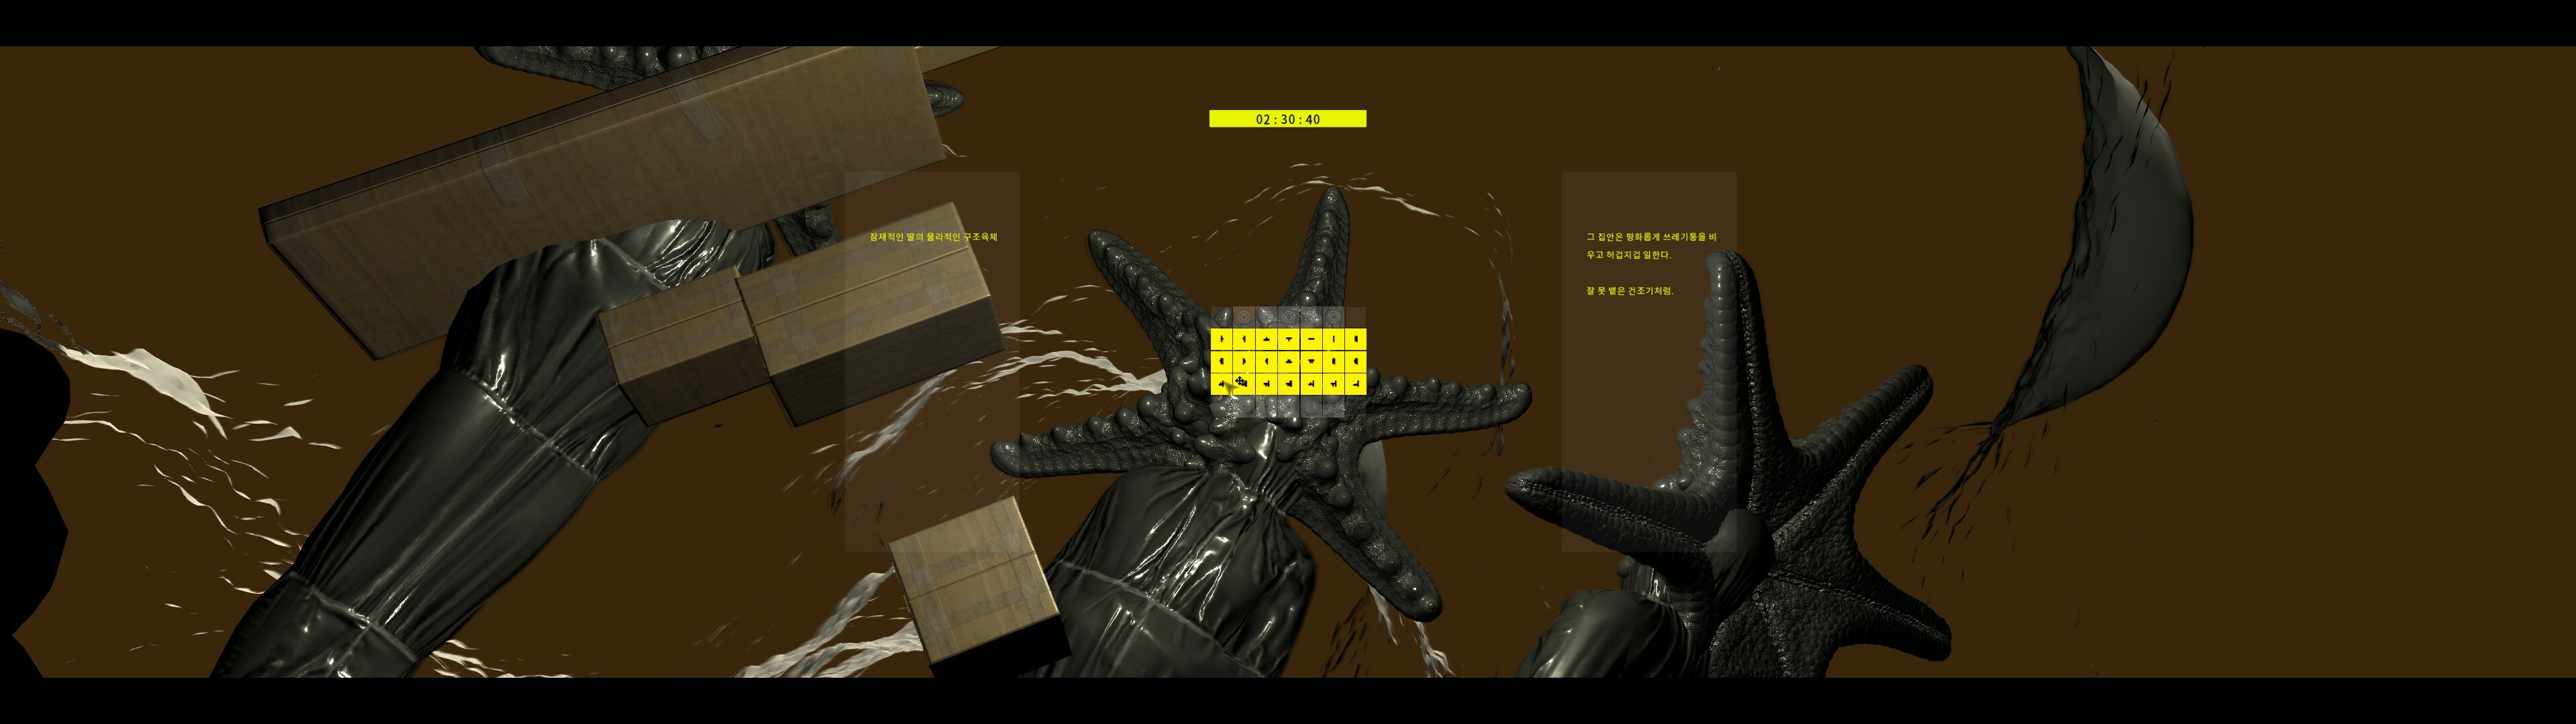 02 : 30 : 40
잠재적인 딸의 물리적인 구조육체
그 집안은 평화롭게 쓰레기통을 비
우고 허겁지겁 일한다.
잘 못 뱉은 건조기처럼.